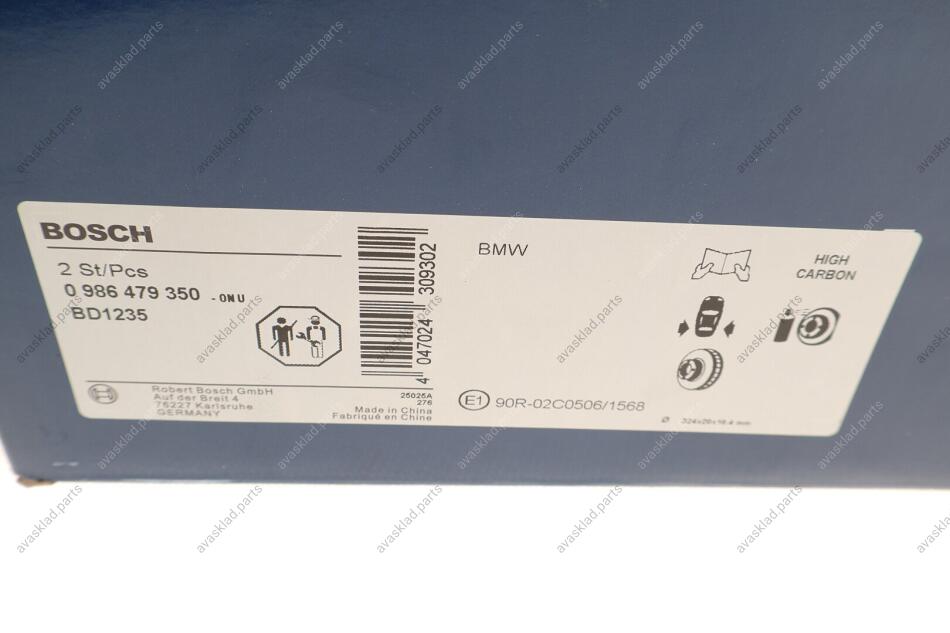 BOSCH
2 St/Pcs
0 986 479 350 -0NU
BD1235
Robert Bosch GmbH
Auf der Breit 4
76227 Karlsruhe
GERMANY
25025A
276
Made in China
Fabriqué en Chine
4 047024 309302
BMW
E1 90R-02C0506/1568
HIGH
CARBON
avasklad.parts